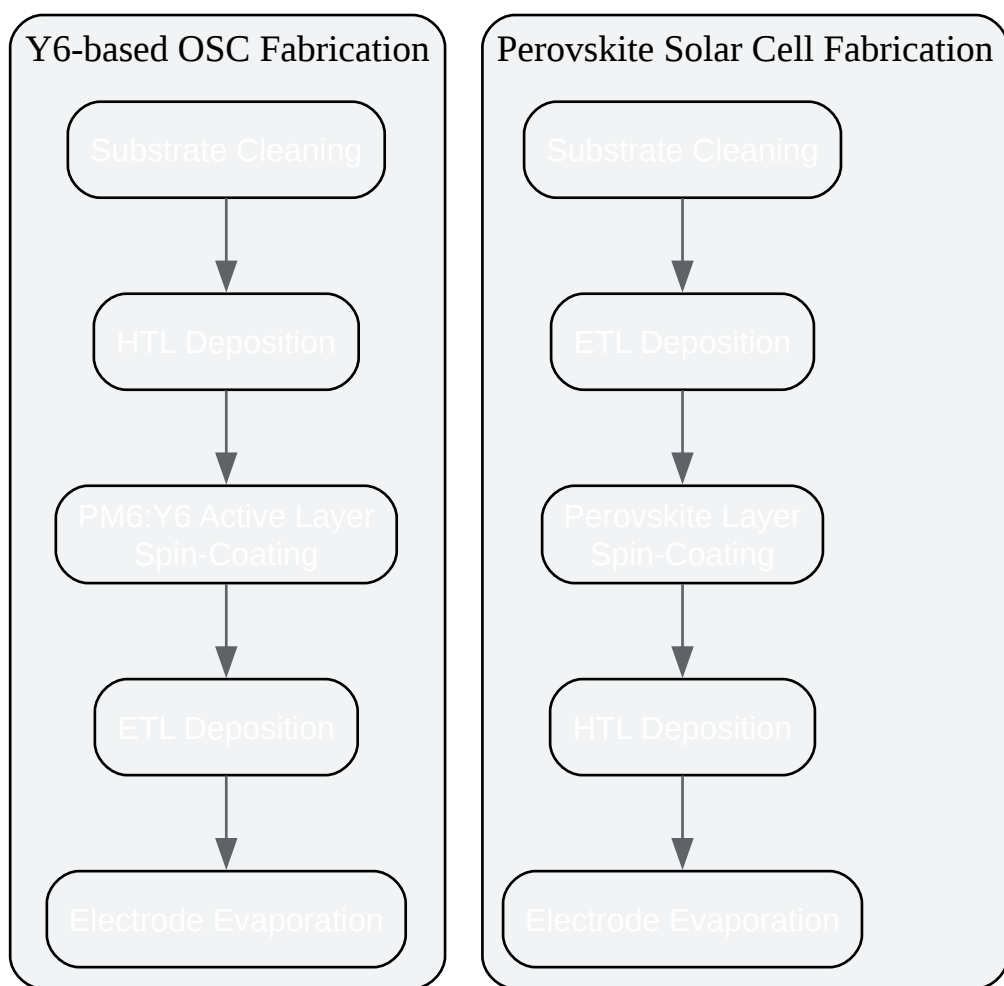 Y6-based OSC Fabrication
Substrate Cleaning
HTL Deposition
PM6:Y6 Active Layer
Spin-Coating
ETL Deposition
Electrode Evaporation
Perovskite Solar Cell Fabrication
Substrate Cleaning
ETL Deposition
Perovskite Layer
Spin-Coating
HTL Deposition
Electrode Evaporation